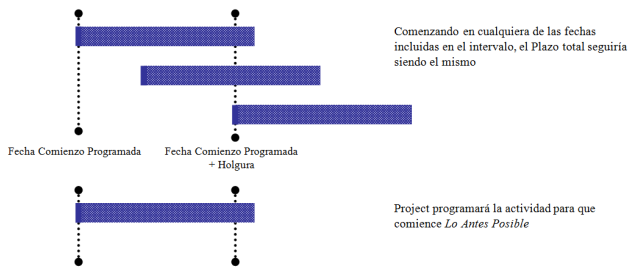 Comenzando en cualquiera de las fechas
incluidas en el intervalo, el Plazo total seguiría
siendo el mismo
Fecha Comienzo Programada
Fecha Comienzo Programada
+ Holgura
Project programará la actividad para que
comience Lo Antes Posible